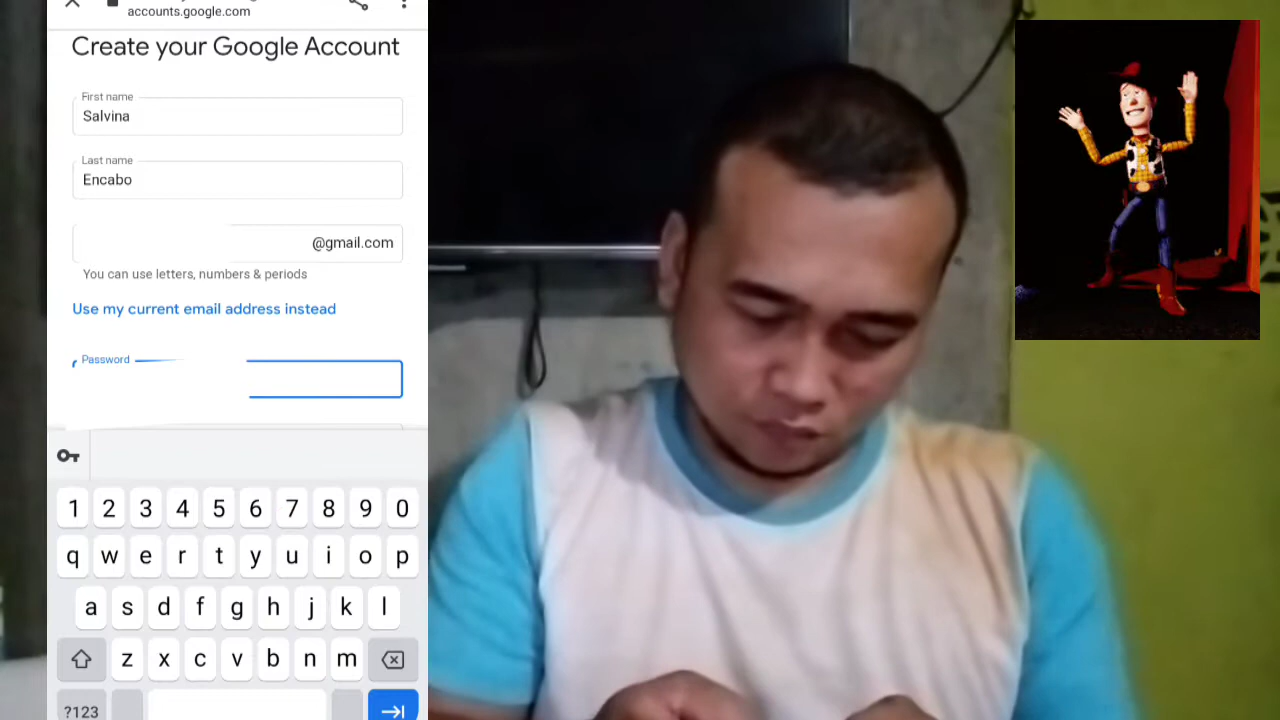 accounts.google.com
Create your Google Account
First name
Salvina
Last name
Encabo
@gmail.com
You can use letters, numbers & periods
Use my current email address instead
Password
1 2 3 4 5 6 7 8 9 0
q w e r t y u i o p
a s d f g h j k l
z x c v b n m
?123